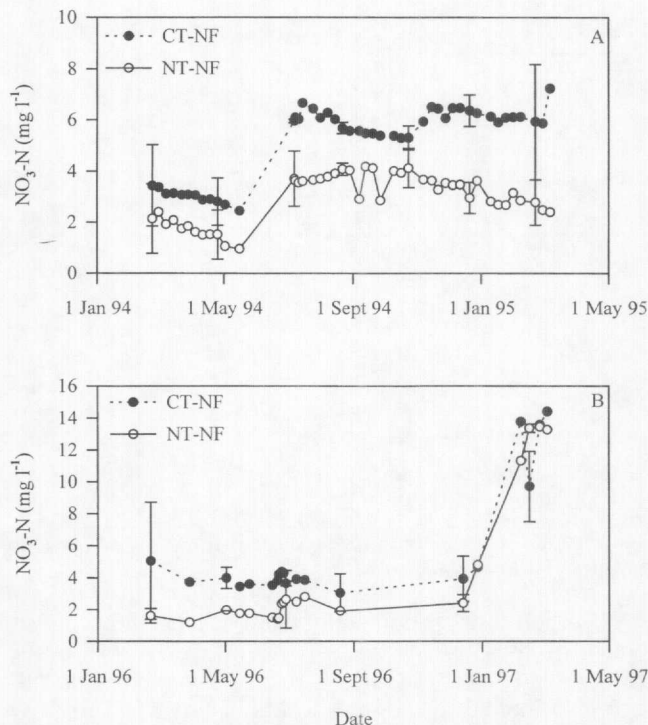 10
8
6
4
2
0
NO3-N (mg l-1)
CT-NF
NT-NF
A
1 Jan 94
1 May 94
1 Sept 94
1 Jan 95
1 May 95
16
14
12
10
8
6
4
2
0
NO3-N (mg l-1)
CT-NF
NT-NF
B
1 Jan 96
1 May 96
1 Sept 96
1 Jan 97
1 May 97
Date